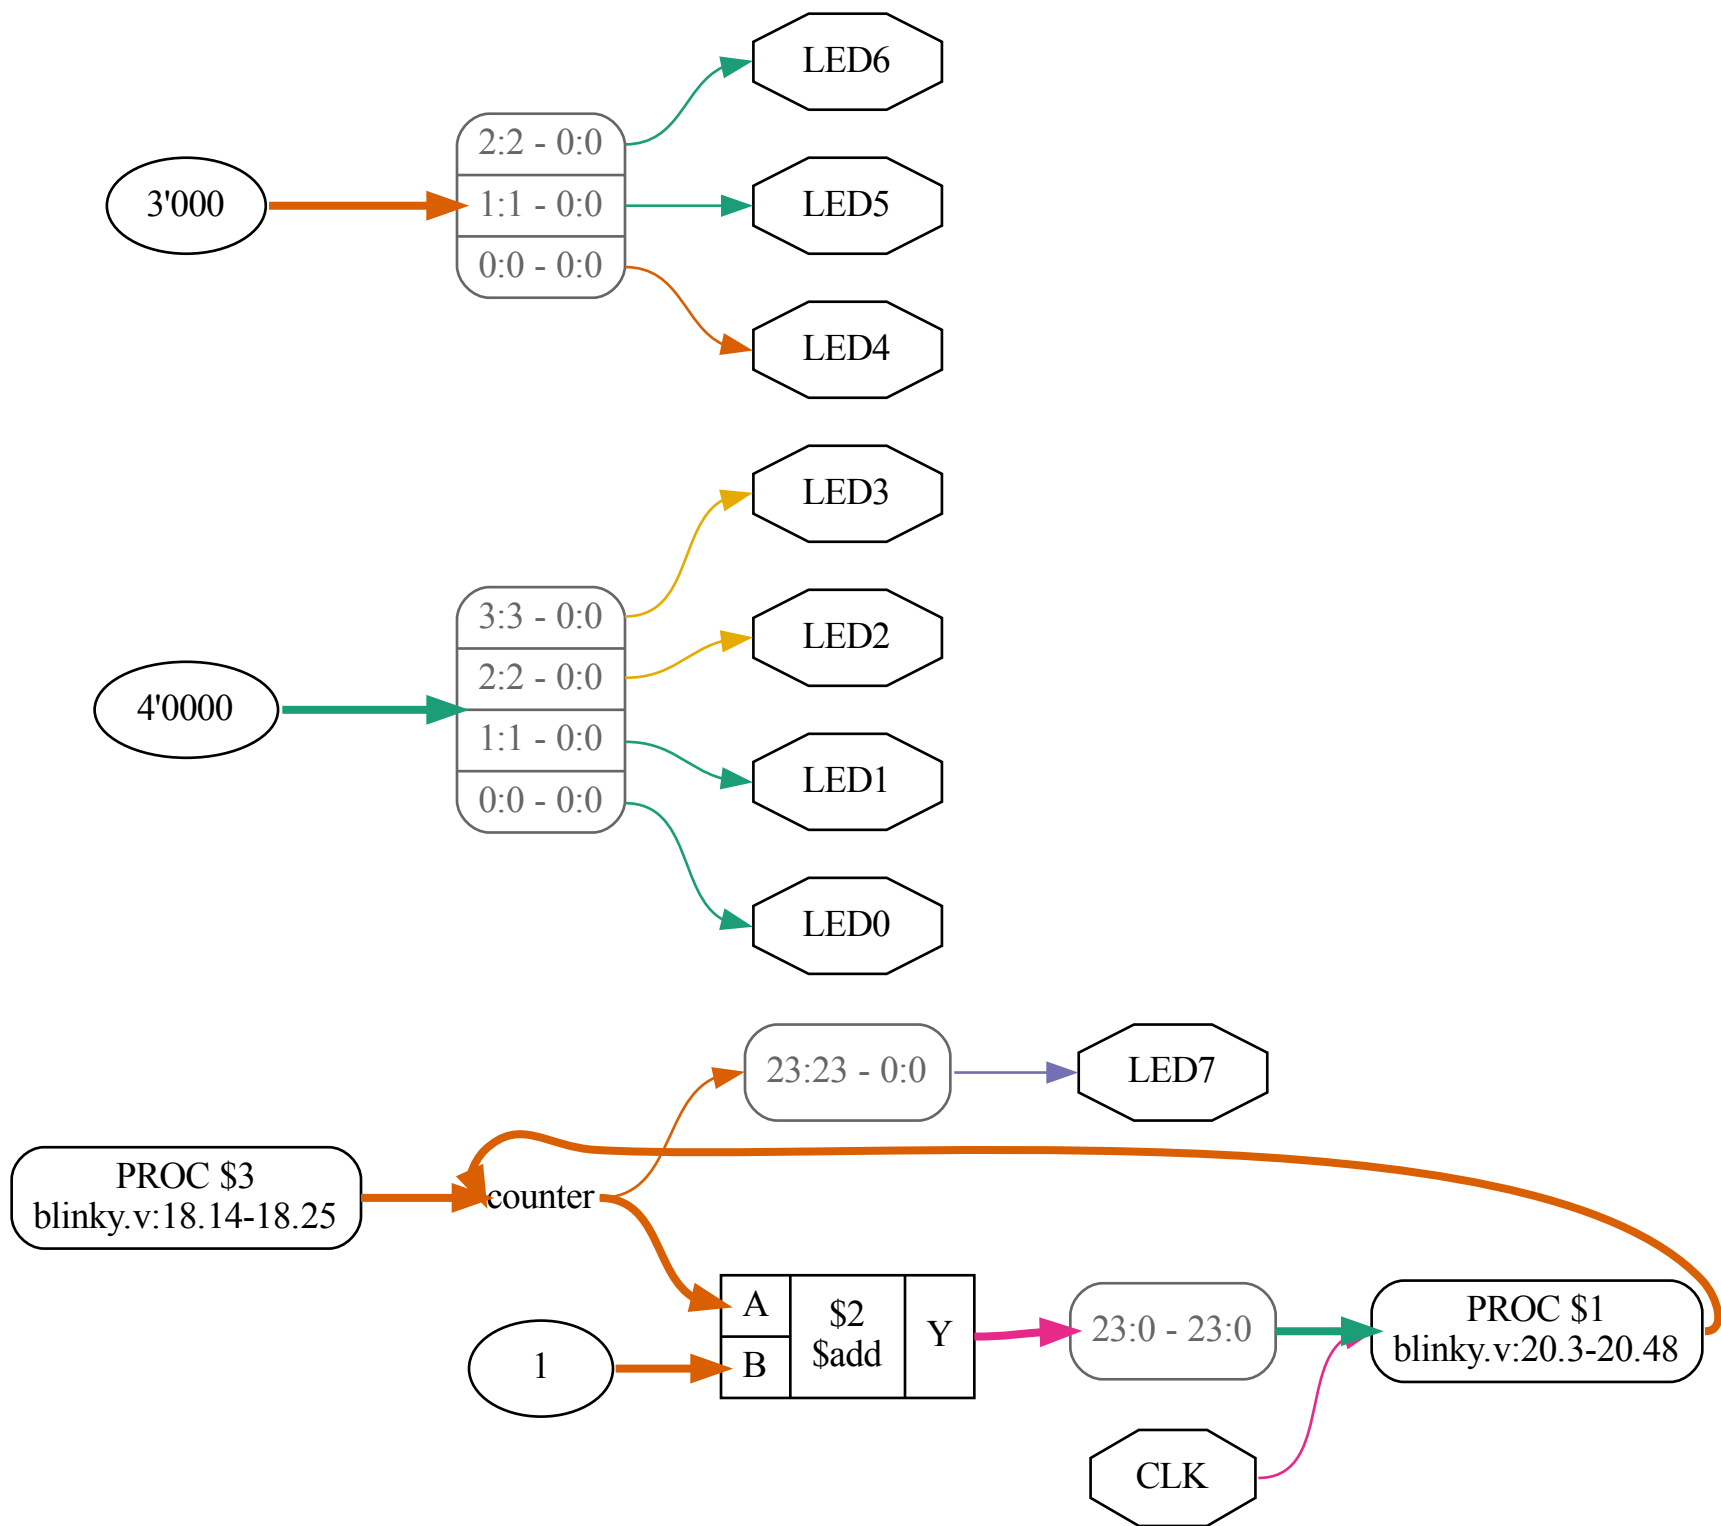 LED6
2:2 - 0:0
3'000
1:1 - 0:0
LED5
0:0 - 0:0
LED4
LED3
3:3 - 0:0
LED2
2:2 - 0:0
4'0000
1:1 - 0:0
LED1
0:0 - 0:0
LED0
23:23 - 0:0
LED7
PROC $3
blinky.v:18.14-18.25
counter
A
B
$2
$add
Y
1
23:0 - 23:0
PROC $1
blinky.v:20.3-20.48
CLK